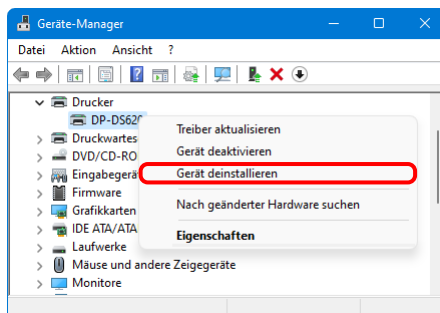 Geräte-Manager
Datei Aktion Ansicht ?
Drucker
DP-DS620
Treiber aktualisieren
Druckwartes
Gerät deaktivieren
DVD/CD-RO
Eingabegerä
Gerät deinstallieren
Firmware
Grafikkarten
Nach geänderter Hardware suchen
IDE ATA/ATA
Eigenschaften
Laufwerke
Mäuse und andere Zeigegeräte
Monitore